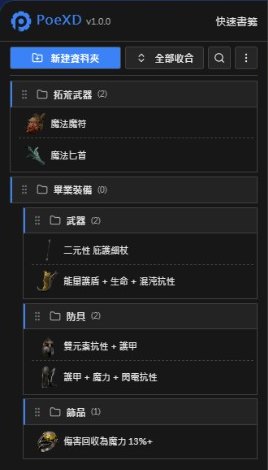 PoeXD v1.0.0 快速書籤
新建資料夾 全部收合
拓荒武器 (2)
魔法魔符
魔法匕首
畢業裝備 (0)
武器 (2)
二元性 庇護細杖
能量護盾 + 生命 + 混沌抗性
防具 (2)
雙元素抗性 + 護甲
護甲 + 魔力 + 閃電抗性
飾品 (1)
傷害回收為魔力 13%+